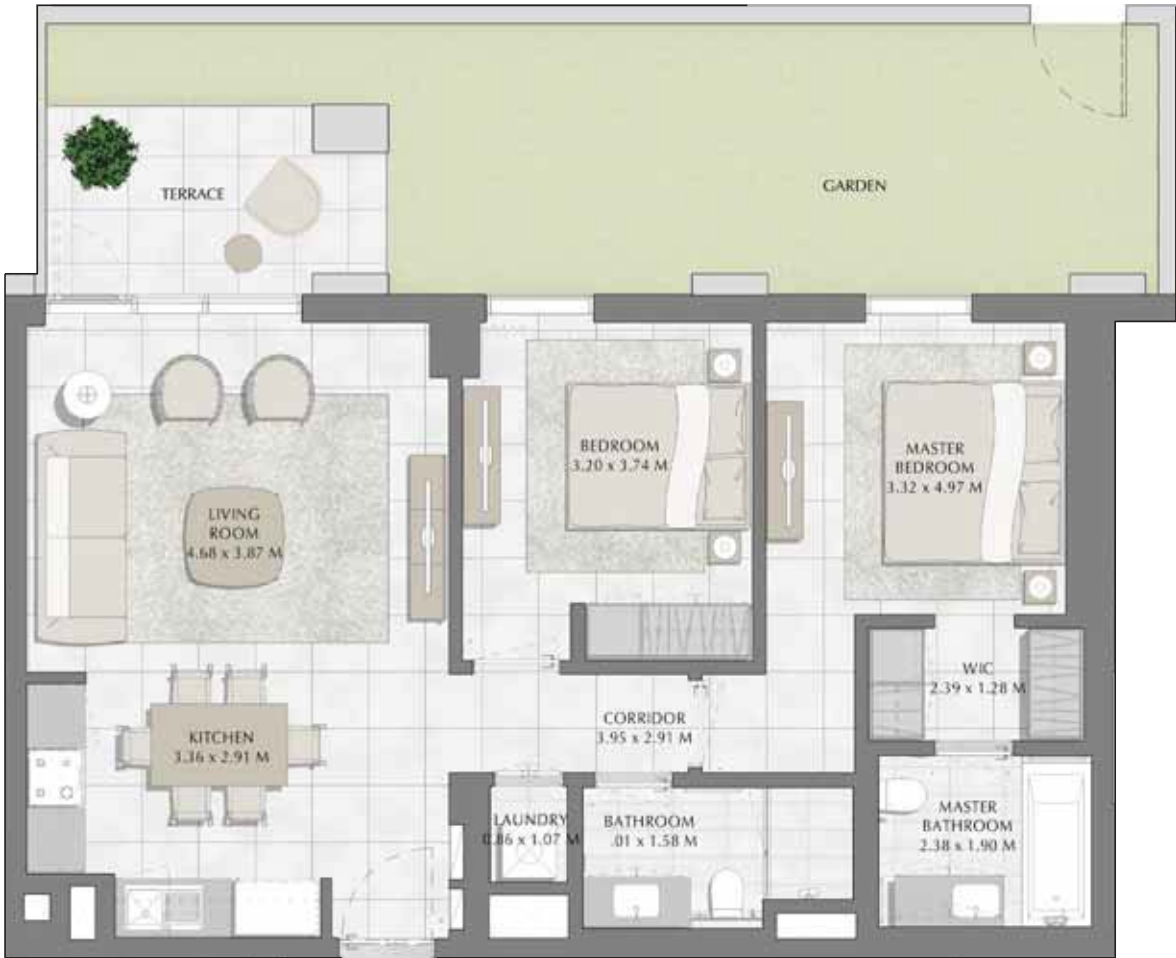 TERRACE
GARDEN
BEDROOM
3.20 x 3.74 M
MASTER
BEDROOM
3.32 x 4.97 M
LIVING
ROOM
4.68 x 3.87 M
WIC
2.39 x 1.28 M
CORRIDOR
3.95 x 2.91 M
KITCHEN
3.36 x 2.91 M
LAUNDRY
0.86 x 1.07 M
BATHROOM
.01 x 1.58 M
MASTER
BATHROOM
2.38 x 1.90 M